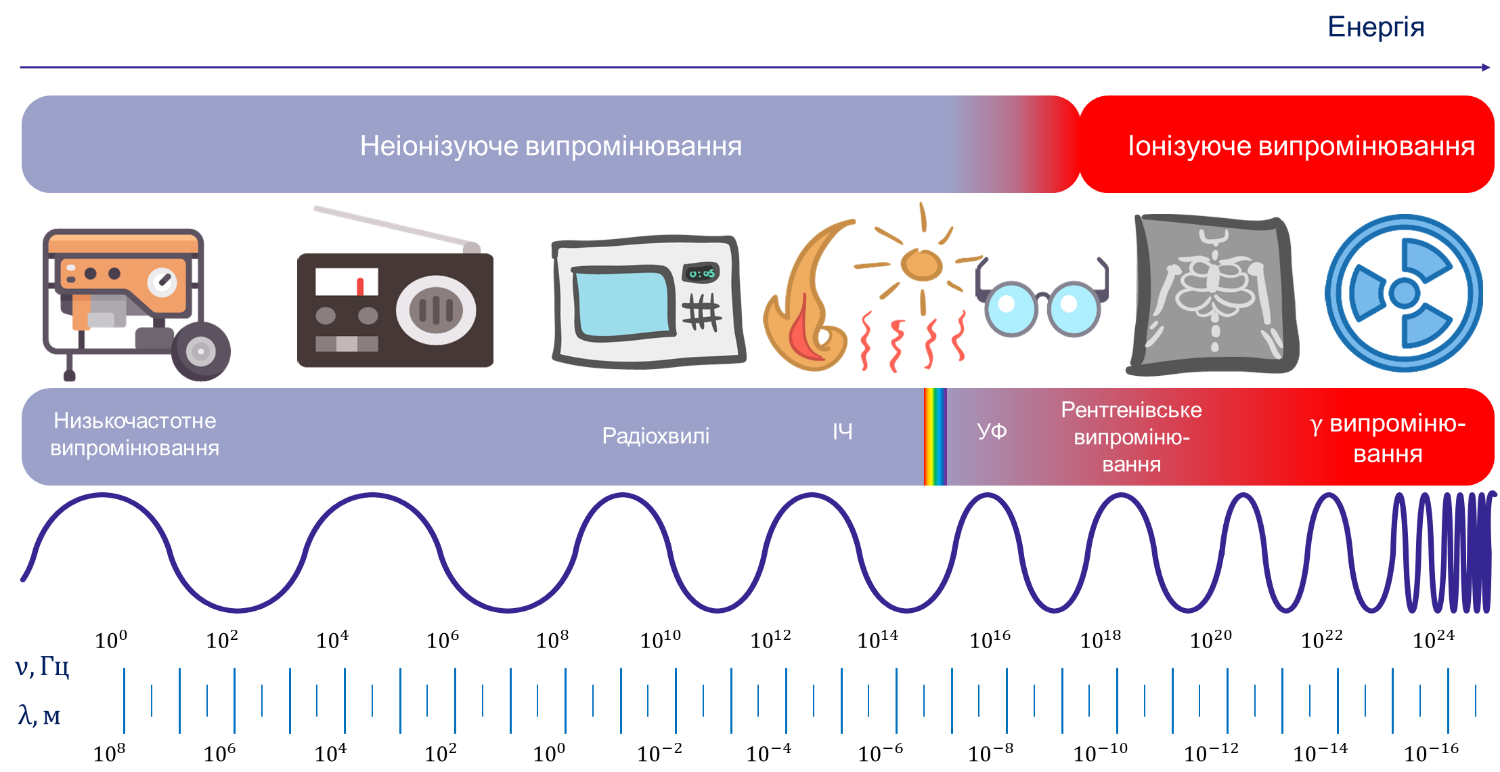 Енергія
Неіонізуюче випромінювання
Іонізуюче випромінювання
0:05
Низькочастотне
випромінювання
Радіохвилі
ІЧ
УФ
Рентгенівське
випроміню-
вання
γ випроміню-
вання
10⁰ 10² 10⁴ 10⁶ 10⁸ 10¹⁰ 10¹² 10¹⁴ 10¹⁶ 10¹⁸ 10²⁰ 10²² 10²⁴
ν, Гц
λ, м
10⁸ 10⁶ 10⁴ 10² 10⁰ 10⁻² 10⁻⁴ 10⁻⁶ 10⁻⁸ 10⁻¹⁰ 10⁻¹² 10⁻¹⁴ 10⁻¹⁶